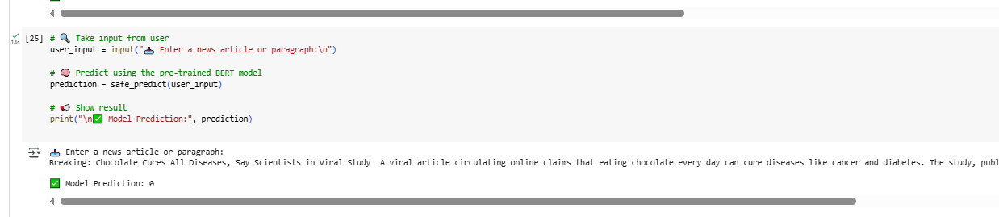 [25] # 🔍 Take input from user
user_input = input("📥 Enter a news article or paragraph:\n")
# 🧠 Predict using the pre-trained BERT model
prediction = safe_predict(user_input)
# 📢 Show result
print("\n✅ Model Prediction:", prediction)
14s
📥 Enter a news article or paragraph:
Breaking: Chocolate Cures All Diseases, Say Scientists in Viral Study  A viral article circulating online claims that eating chocolate every day can cure diseases like cancer and diabetes. The study, publ
✅ Model Prediction: 0